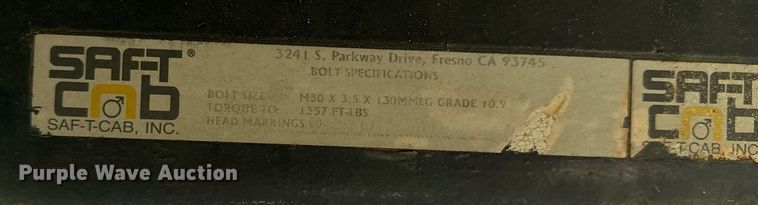 SAF-T®
cab
SAF-T-CAB, INC.
3241 S. Parkway Drive, Fresno CA 93745
BOLT SPECIFICATIONS
BOLT SIZE: M30 X 3.5 X 130MMLG GRADE 10.9
TORQUE TO: 1357 FT-LBS
HEAD MARKINGS
SAF-T
cab
SAF-T-CAB, INC.
Purple Wave Auction